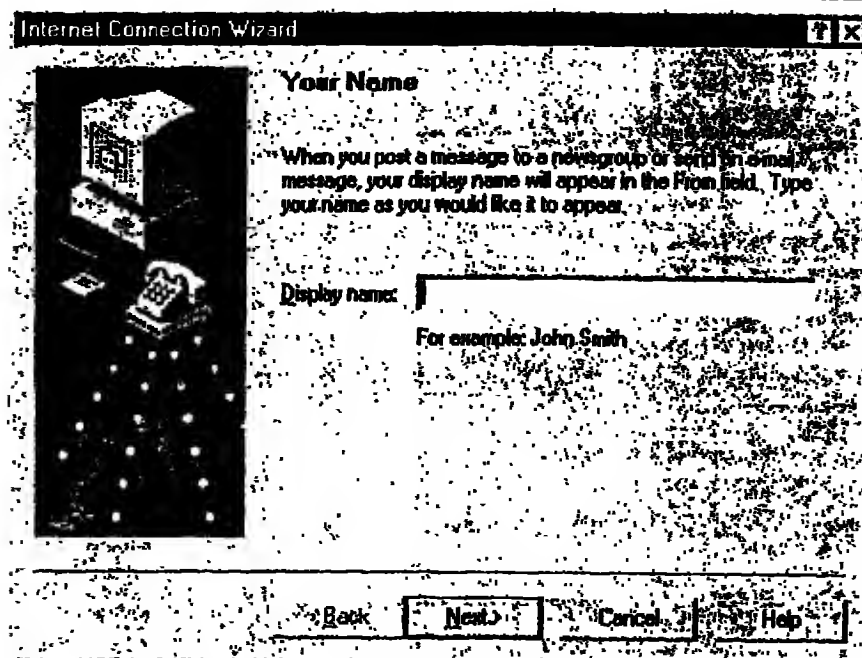 Internet Connection Wizard
Your Name
When you post a message to a newsgroup or send an e-mail
message, your display name will appear in the From field. Type
your name as you would like it to appear.
Display name:
For example: John Smith
Back
Next >
Cancel
Help